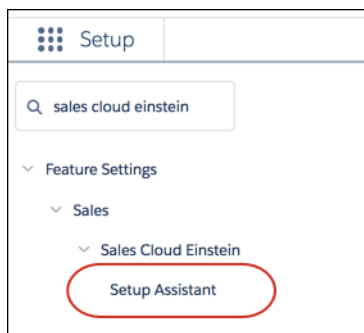 Setup
sales cloud einstein
Feature Settings
Sales
Sales Cloud Einstein
Setup Assistant